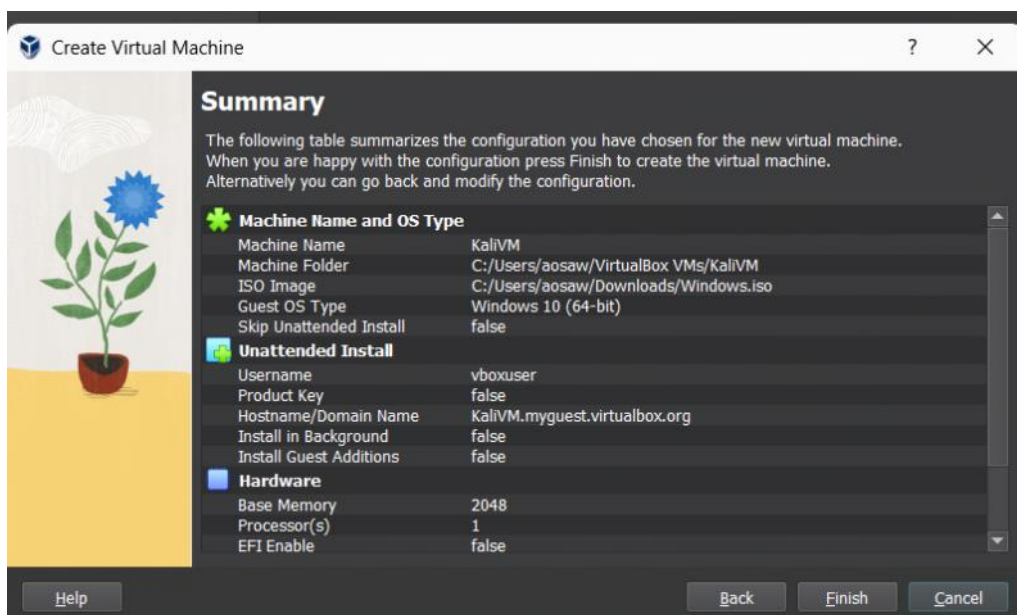 Create Virtual Machine
?
X
Summary
The following table summarizes the configuration you have chosen for the new virtual machine.
When you are happy with the configuration press Finish to create the virtual machine.
Alternatively you can go back and modify the configuration.
Machine Name and OS Type
Machine Name KaliVM
Machine Folder C:/Users/aosaw/VirtualBox VMs/KaliVM
ISO Image C:/Users/aosaw/Downloads/Windows.iso
Guest OS Type Windows 10 (64-bit)
Skip Unattended Install false
Unattended Install
Username vboxuser
Product Key false
Hostname/Domain Name KaliVM.myguest.virtualbox.org
Install in Background false
Install Guest Additions false
Hardware
Base Memory 2048
Processor(s) 1
EFI Enable false
Help Back Finish Cancel